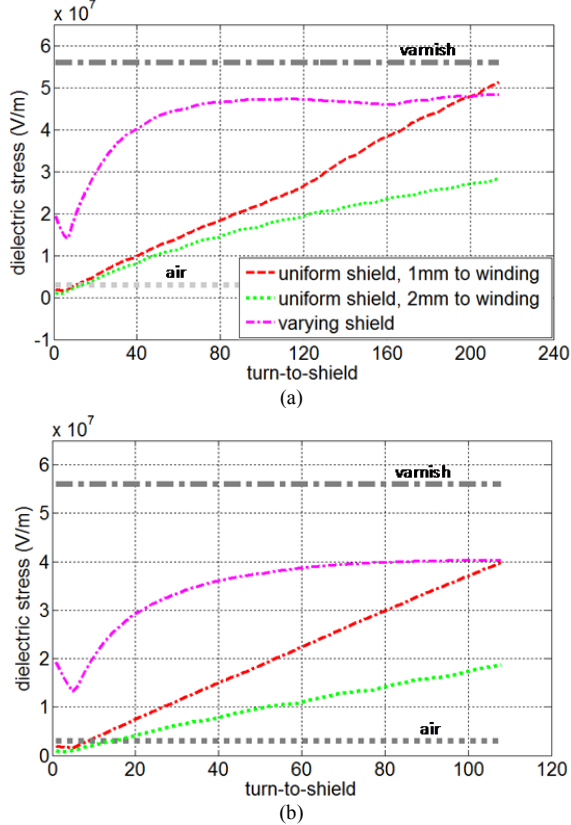 x 10^7
6
5
4
3
2
1
0
-1
dielectric stress (V/m)
varnish
air
uniform shield, 1mm to winding
uniform shield, 2mm to winding
varying shield
0 40 80 120 160 200 240
turn-to-shield
(a)
x 10^7
6
5
4
3
2
1
0
dielectric stress (V/m)
varnish
air
0 20 40 60 80 100 120
turn-to-shield
(b)